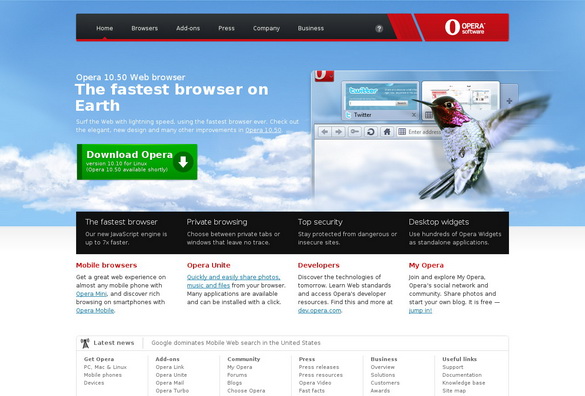 Home Browsers Add-ons Press Company Business
?
OPERA
software
Opera 10.50 Web browser
The fastest browser on
Earth
Surf the Web with lightning speed, using the fastest browser ever. Check out
the elegant, new design and many other improvements in Opera 10.50.
Download Opera
version 10.10 for Linux
(Opera 10.50 available shortly)
twitter
Twitter
Enter address
The fastest browser
Our new JavaScript engine is
up to 7x faster.
Private browsing
Choose between private tabs or
windows that leave no trace.
Top security
Stay protected from dangerous or
insecure sites.
Desktop widgets
Use hundreds of Opera Widgets
as standalone applications.
Mobile browsers
Get a great web experience on
almost any mobile phone with
Opera Mini, and discover rich
browsing on smartphones with
Opera Mobile.
Opera Unite
Quickly and easily share photos,
music and files from your browser.
Many applications are available
and can be installed with a click.
Developers
Discover the technologies of
tomorrow. Learn Web standards
and access Opera's developer
resources. Find this and more at
dev.opera.com.
My Opera
Join and explore My Opera,
Opera's social network and
community. Share photos and
start your own blog. It is free —
jump in!
Latest news Google dominates Mobile Web search in the United States
Get Opera
PC, Mac & Linux
Mobile phones
Devices
Add-ons
Opera Link
Opera Unite
Opera Mail
Opera Turbo
Community
My Opera
Forums
Blogs
Choose Opera
Press
Press releases
Press resources
Opera Video
Fast facts
Business
Overview
Solutions
Customers
Awards
Useful links
Support
Documentation
Knowledge base
Site map